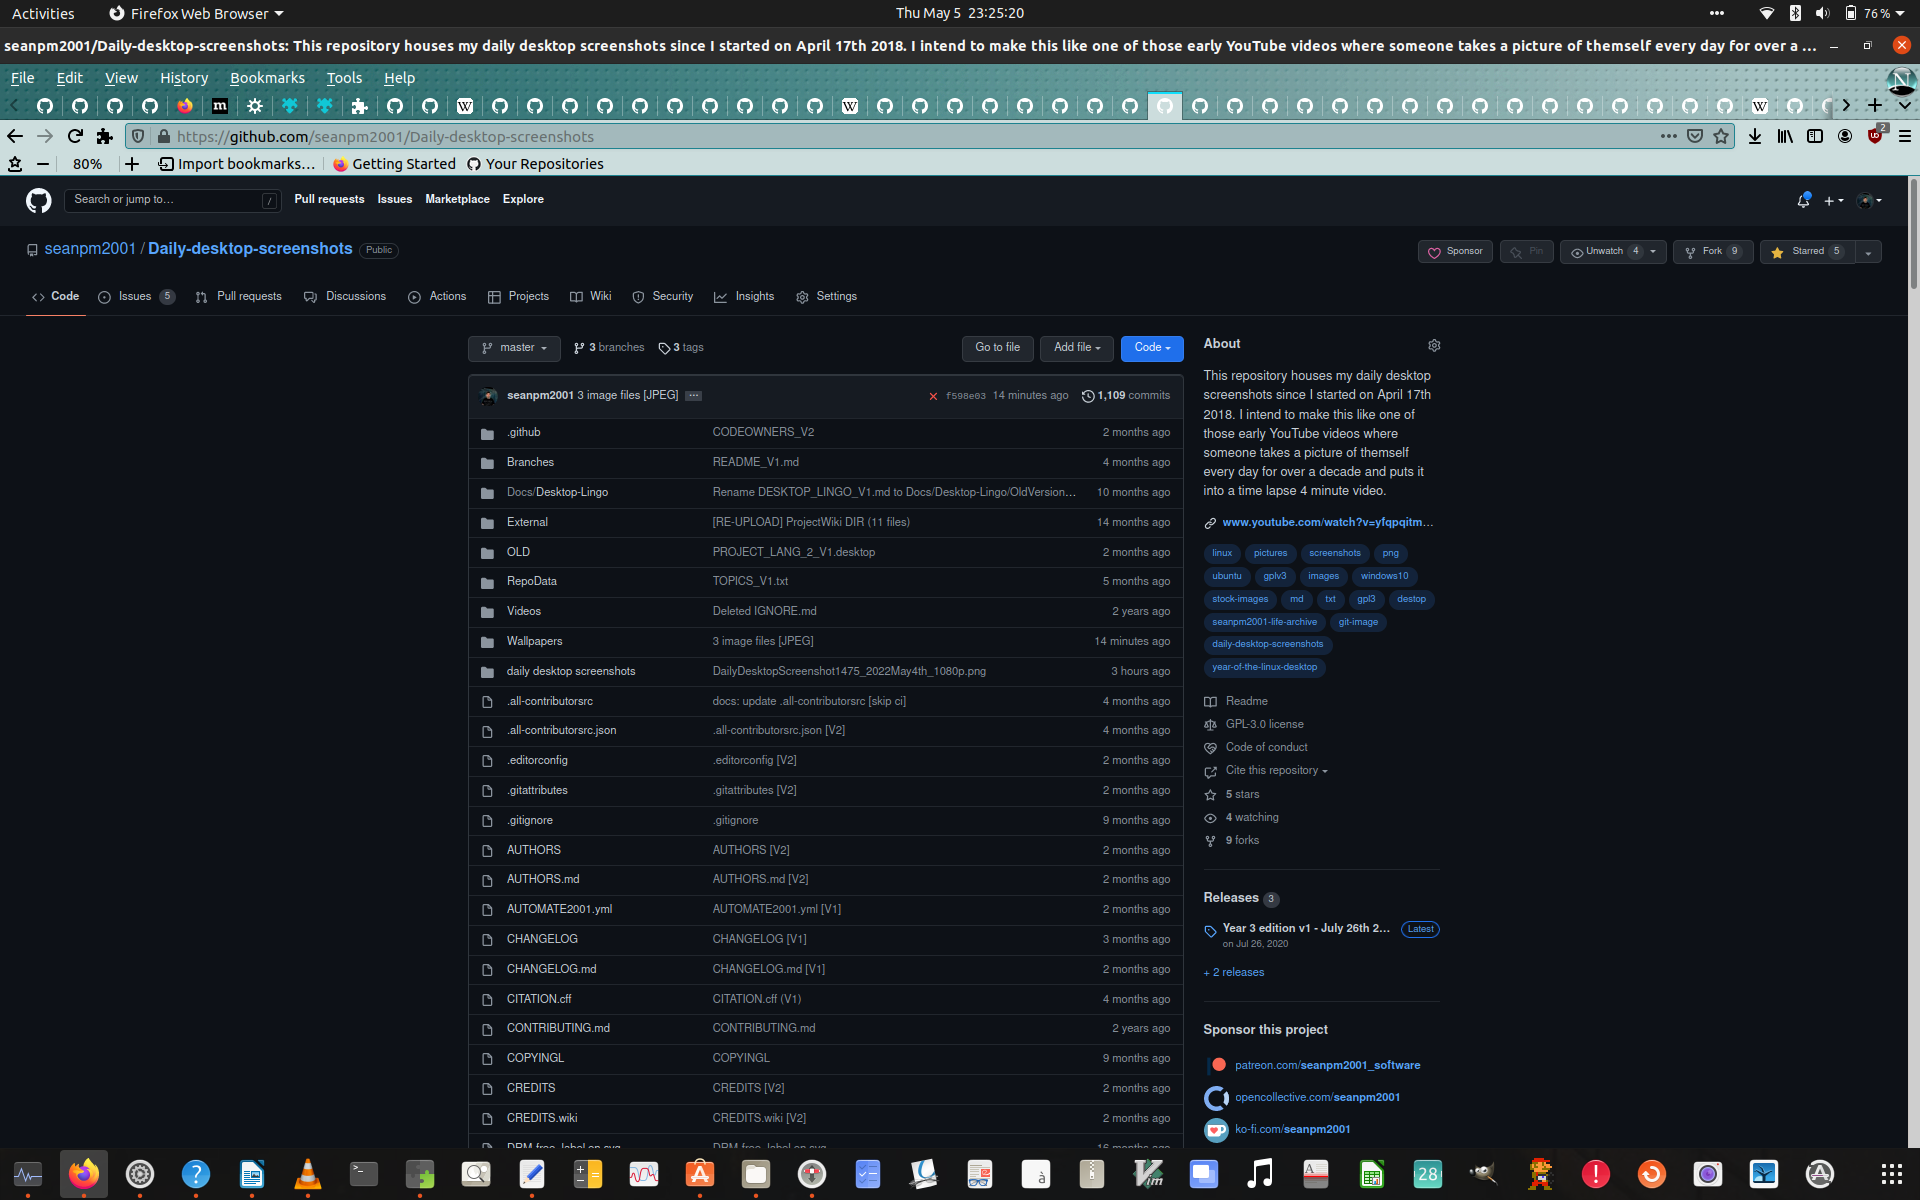 Activities
Firefox Web Browser
Thu May 5 23:25:20
76 %
seanpm2001/Daily-desktop-screenshots: This repository houses my daily desktop screenshots since I started on April 17th 2018. I intend to make this like one of those early YouTube videos where someone takes a picture of themself every day for over a ...
File Edit View History Bookmarks Tools Help
https://github.com/seanpm2001/Daily-desktop-screenshots
2
80%
Import bookmarks...
Getting Started
Your Repositories
Search or jump to...
/
Pull requests
Issues
Marketplace
Explore
seanpm2001 / Daily-desktop-screenshots
Public
Sponsor
Pin
Unwatch 4
Fork 9
Starred 5
Code
Issues 5
Pull requests
Discussions
Actions
Projects
Wiki
Security
Insights
Settings
master
3 branches
3 tags
Go to file
Add file
Code
seanpm2001 3 image files [JPEG]
f598e03 14 minutes ago
1,109 commits
.github CODEOWNERS_V2 2 months ago
Branches README_V1.md 4 months ago
Docs/Desktop-Lingo Rename DESKTOP_LINGO_V1.md to Docs/Desktop-Lingo/OldVersion... 10 months ago
External [RE-UPLOAD] ProjectWiki DIR (11 files) 14 months ago
OLD PROJECT_LANG_2_V1.desktop 2 months ago
RepoData TOPICS_V1.txt 5 months ago
Videos Deleted IGNORE.md 2 years ago
Wallpapers 3 image files [JPEG] 14 minutes ago
daily desktop screenshots DailyDesktopScreenshot1475_2022May4th_1080p.png 3 hours ago
.all-contributorsrc docs: update .all-contributorsrc [skip ci] 4 months ago
.all-contributorsrc.json .all-contributorsrc.json [V2] 4 months ago
.editorconfig .editorconfig [V2] 2 months ago
.gitattributes .gitattributes [V2] 2 months ago
.gitignore .gitignore 9 months ago
AUTHORS AUTHORS [V2] 2 months ago
AUTHORS.md AUTHORS.md [V2] 2 months ago
AUTOMATE2001.yml AUTOMATE2001.yml [V1] 2 months ago
CHANGELOG CHANGELOG [V1] 3 months ago
CHANGELOG.md CHANGELOG.md [V1] 2 months ago
CITATION.cff CITATION.cff (V1) 4 months ago
CONTRIBUTING.md CONTRIBUTING.md 2 years ago
COPYINGL COPYINGL 9 months ago
CREDITS CREDITS [V2] 2 months ago
CREDITS.wiki CREDITS.wiki [V2] 2 months ago
About
This repository houses my daily desktop
screenshots since I started on April 17th
2018. I intend to make this like one of
those early YouTube videos where
someone takes a picture of themself
every day for over a decade and puts it
into a time lapse 4 minute video.
www.youtube.com/watch?v=yfqpqitm...
linux pictures screenshots png
ubuntu gplv3 images windows10
stock-images md txt gpl3 destop
seanpm2001-life-archive git-image
daily-desktop-screenshots
year-of-the-linux-desktop
Readme
GPL-3.0 license
Code of conduct
Cite this repository
5 stars
4 watching
9 forks
Releases 3
Year 3 edition v1 - July 26th 2...
Latest
on Jul 26, 2020
+ 2 releases
Sponsor this project
patreon.com/seanpm2001_software
opencollective.com/seanpm2001
ko-fi.com/seanpm2001
28